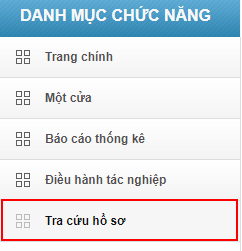 DANH MỤC CHỨC NĂNG
Trang chính
Một cửa
Báo cáo thống kê
Điều hành tác nghiệp
Tra cứu hồ sơ